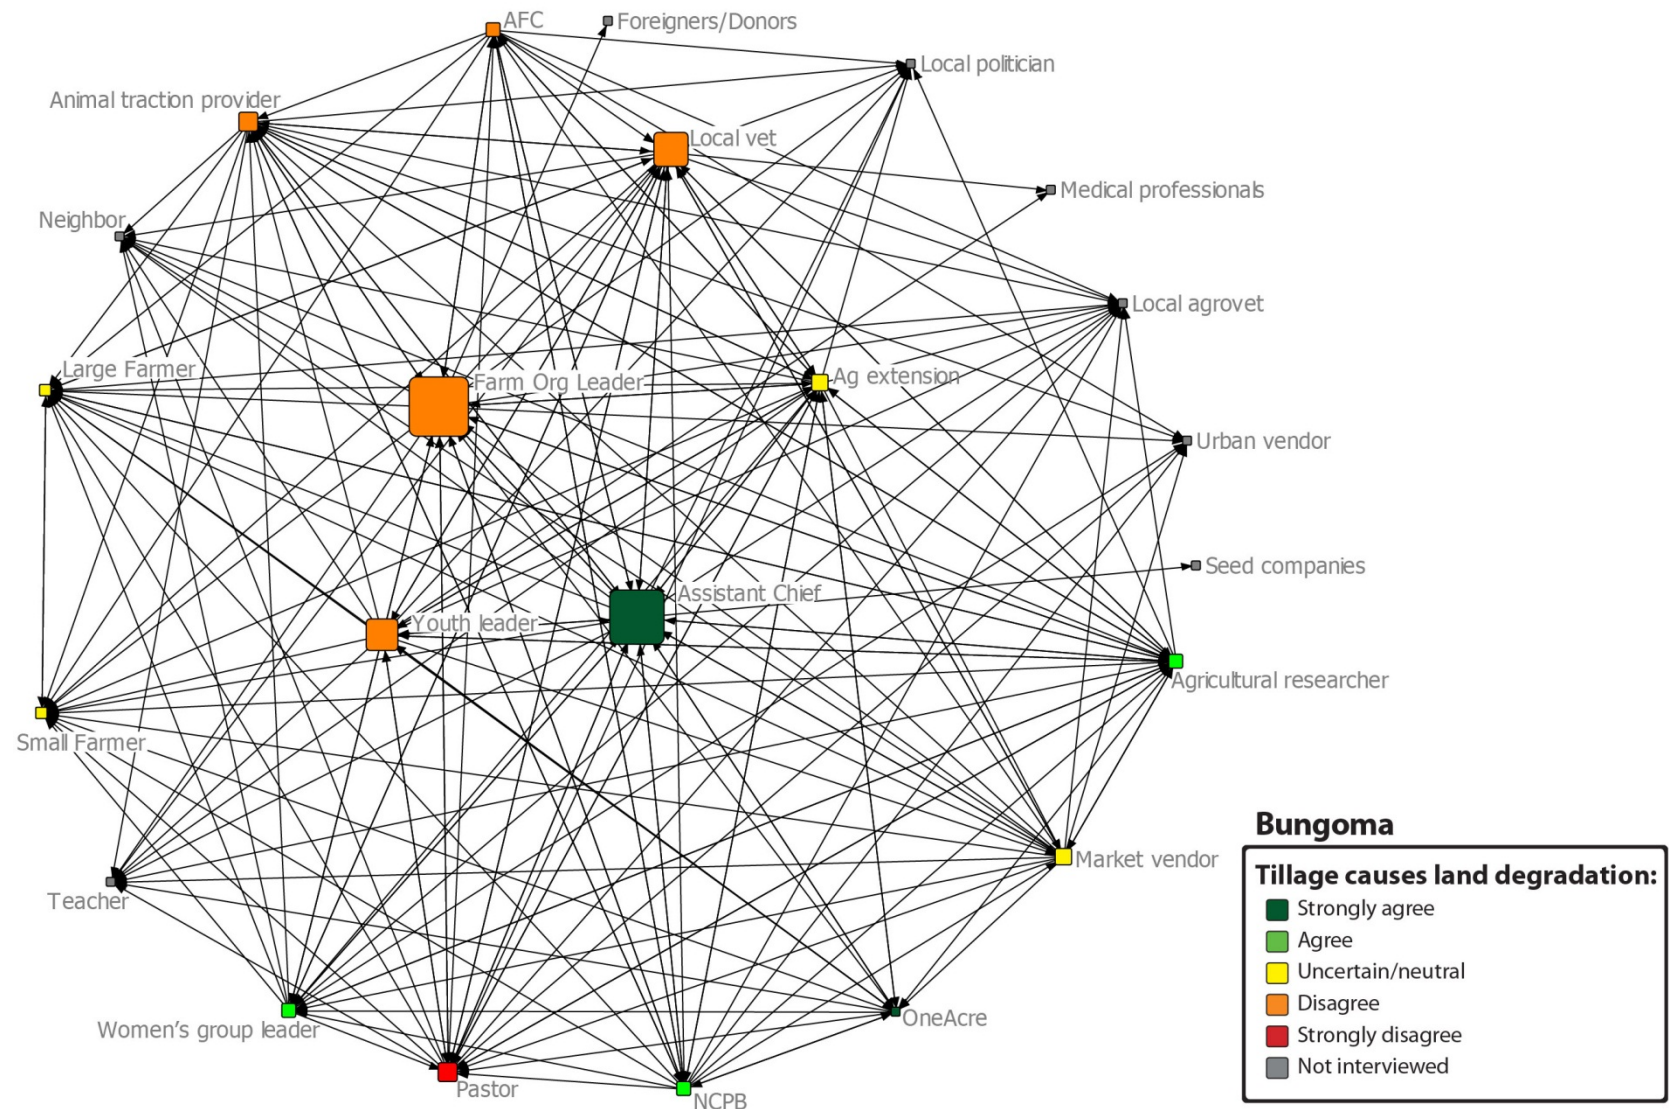 AFC
Foreigners/Donors
Local politician
Animal traction provider
Local vet
Medical professionals
Neighbor
Local agrovet
Large Farmer
Farm Org Leader
Ag extension
Urban vendor
Seed companies
Assistant Chief
Youth leader
Agricultural researcher
Small Farmer
Market vendor
Teacher
Women's group leader
OneAcre
Pastor
NCPB
Bungoma
Tillage causes land degradation:
Strongly agree
Agree
Uncertain/neutral
Disagree
Strongly disagree
Not interviewed